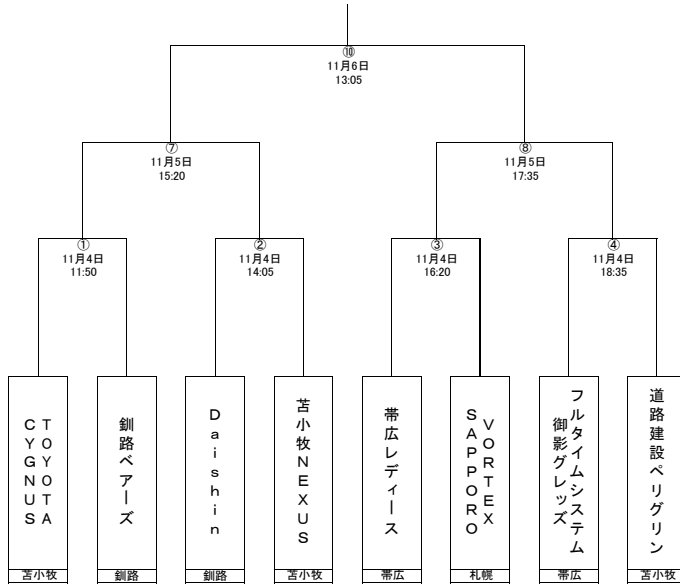 ⑩
11月6日
13:05
⑦
11月5日
15:20
⑧
11月5日
17:35
①
11月4日
11:50
②
11月4日
14:05
③
11月4日
16:20
④
11月4日
18:35
TOYOTA
CYGNUS
釧路ベアーズ
Daishin
苫小牧NEXUS
帯広レディース
VORTEX
SAPPORO
フルタイムシステム
御影グレッズ
道路建設ペリグリン
苫小牧
釧路
釧路
苫小牧
帯広
札幌
帯広
苫小牧